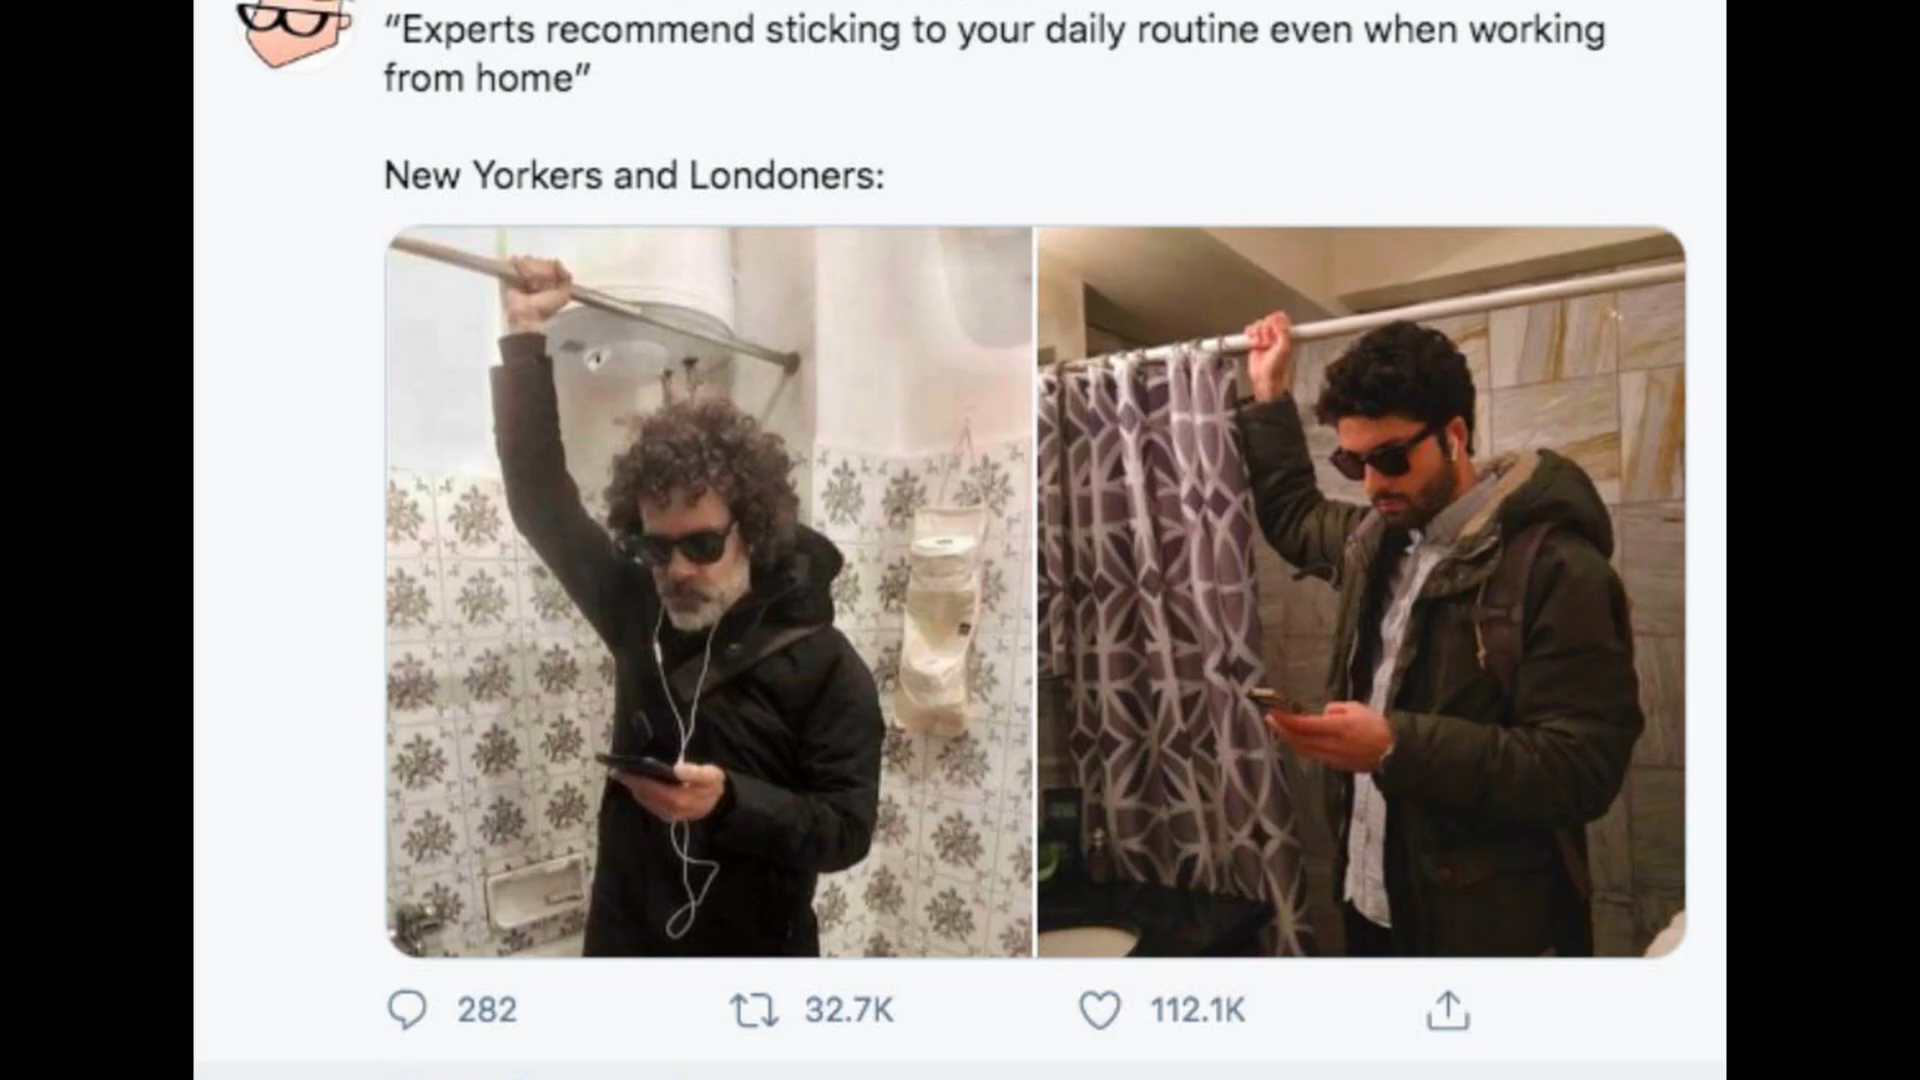 “Experts recommend sticking to your daily routine even when working
from home”
New Yorkers and Londoners:
282 32.7K 112.1K